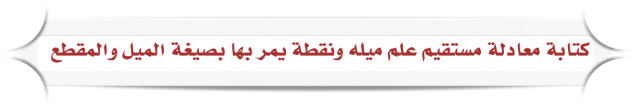 كتابة معادلة مستقيم علم ميله ونقطة يمر بها بصيغة الميل والمقطع